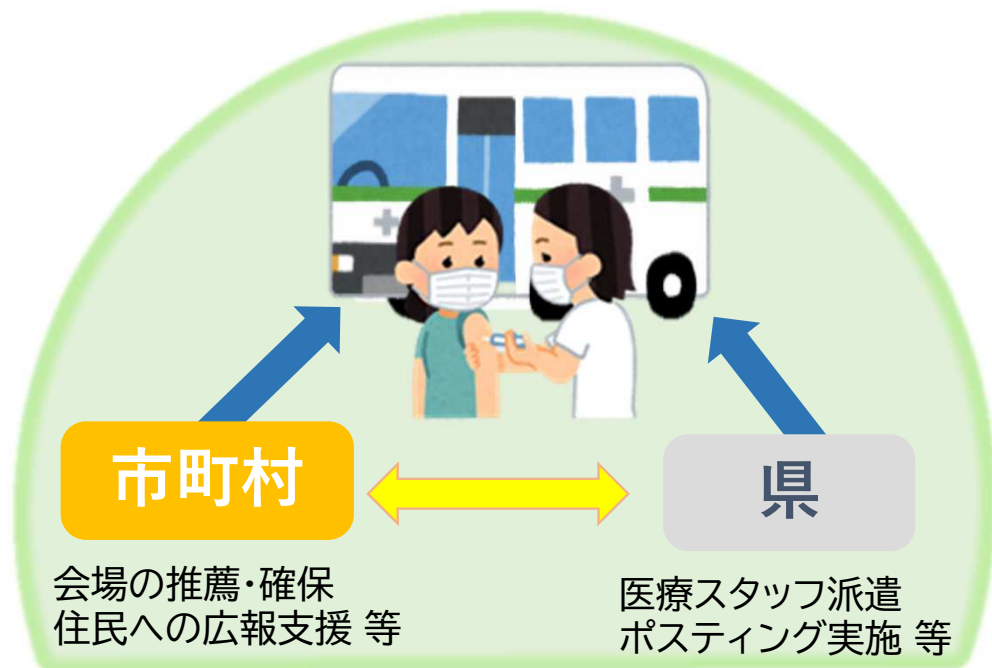 市町村
県
会場の推薦・確保
住民への広報支援 等
医療スタッフ派遣
ポスティング実施 等